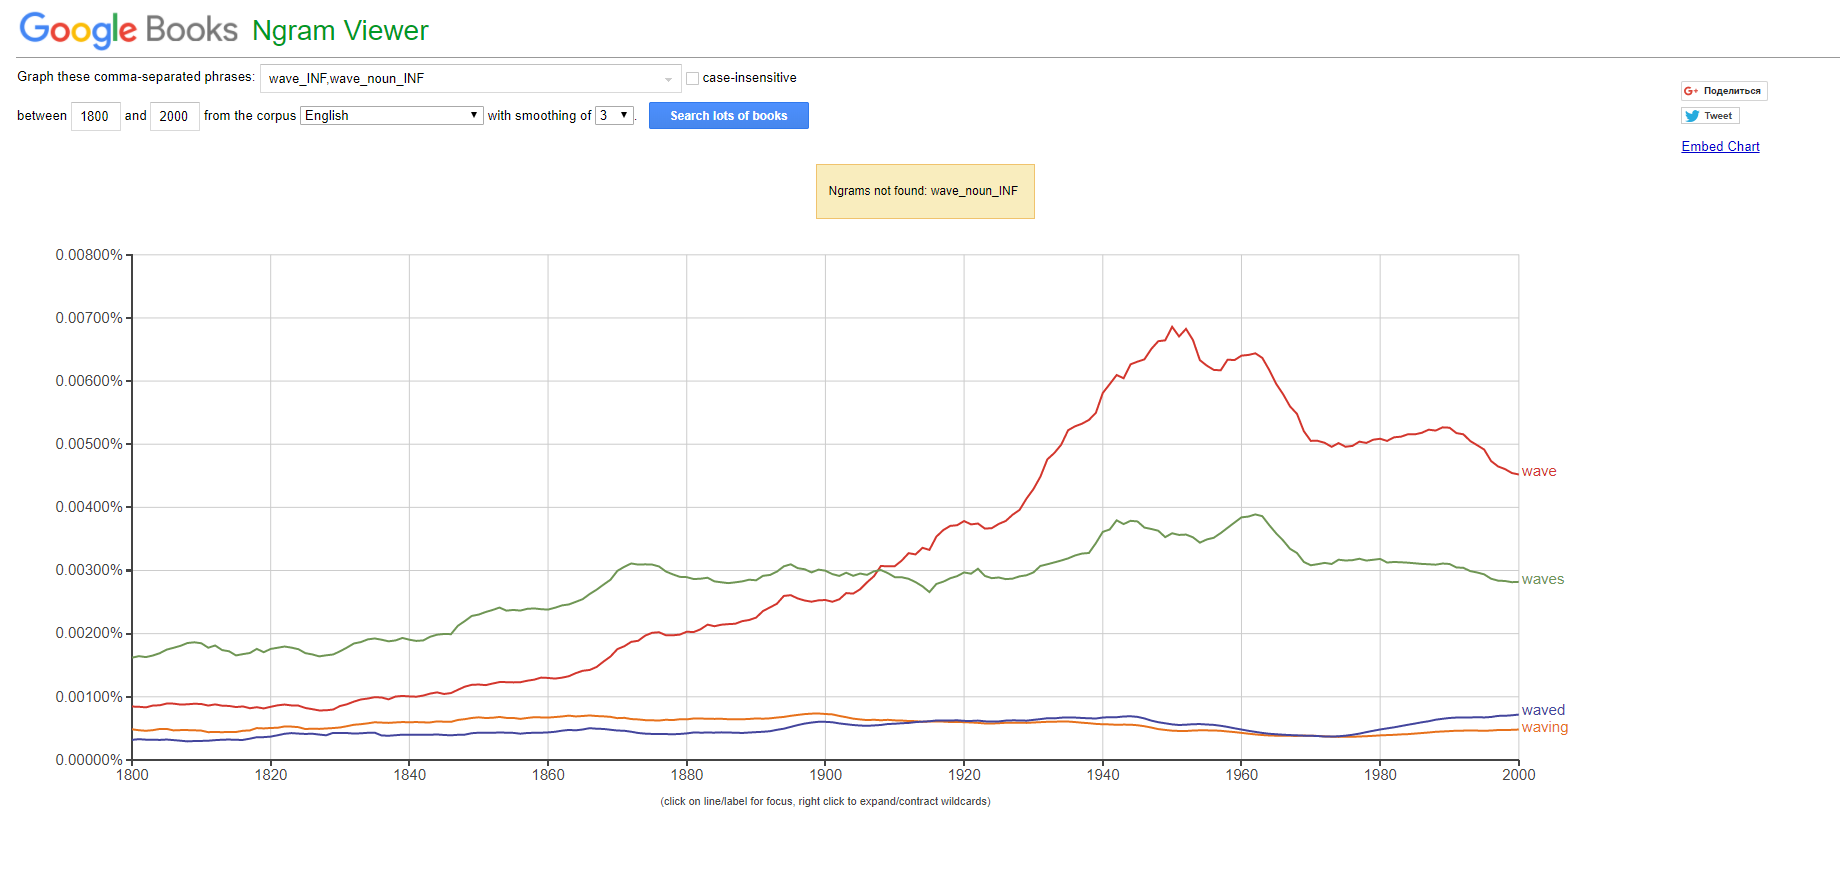 Google Books Ngram Viewer
Graph these comma-separated phrases: wave_INF,wave_noun_INF case-insensitive
between 1800 and 2000 from the corpus English with smoothing of 3 . Search lots of books
G+ Поделиться
Tweet
Embed Chart
Ngrams not found: wave_noun_INF
0.00800%
0.00700%
0.00600%
0.00500%
0.00400%
0.00300%
0.00200%
0.00100%
0.00000%
wave
waves
waved
waving
1800 1820 1840 1860 1880 1900 1920 1940 1960 1980 2000
(click on line/label for focus, right click to expand/contract wildcards)